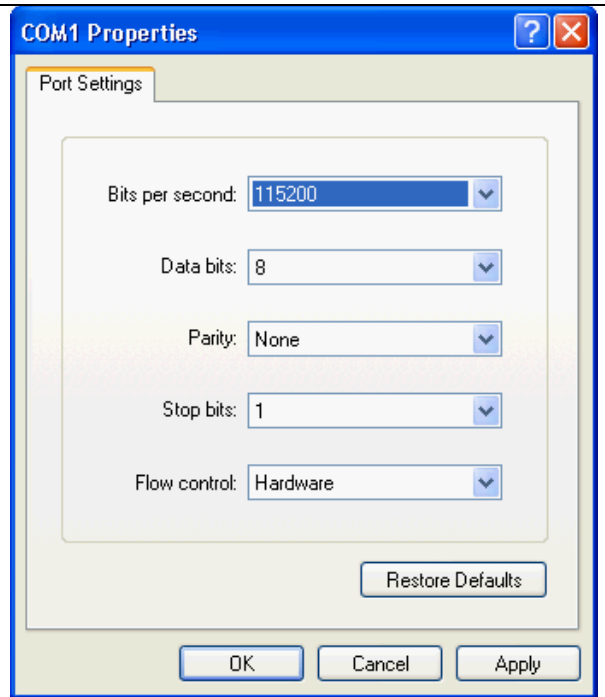 COM1 Properties
Port Settings
Bits per second: 115200
Data bits: 8
Parity: None
Stop bits: 1
Flow control: Hardware
Restore Defaults
OK Cancel Apply